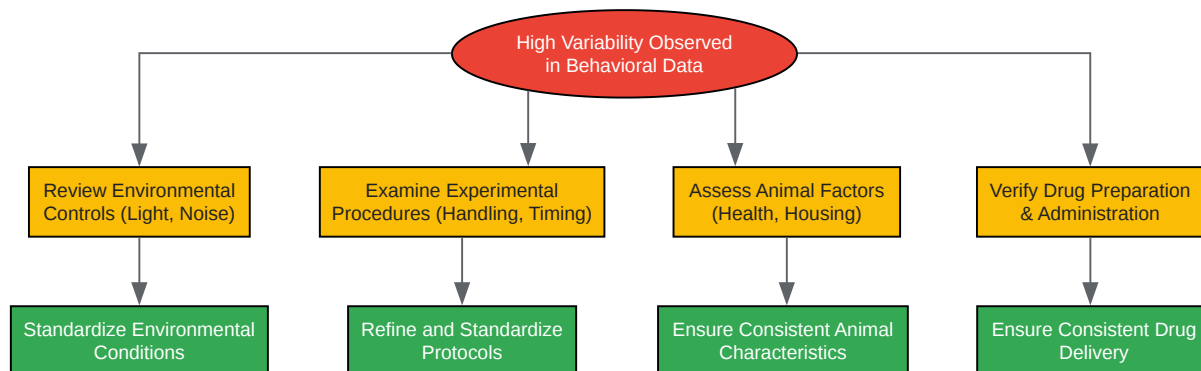 High Variability Observed
in Behavioral Data
Review Environmental
Controls (Light, Noise)
Examine Experimental
Procedures (Handling, Timing)
Assess Animal Factors
(Health, Housing)
Verify Drug Preparation
& Administration
Standardize Environmental
Conditions
Refine and Standardize
Protocols
Ensure Consistent Animal
Characteristics
Ensure Consistent Drug
Delivery